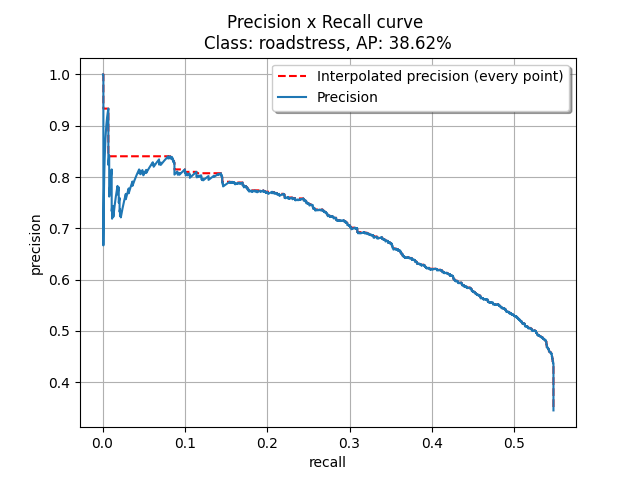 Precision x Recall curve
Class: roadstress, AP: 38.62%
Interpolated precision (every point)
Precision
1.0
0.9
0.8
0.7
0.6
0.5
0.4
precision
0.0
0.1
0.2
0.3
0.4
0.5
recall